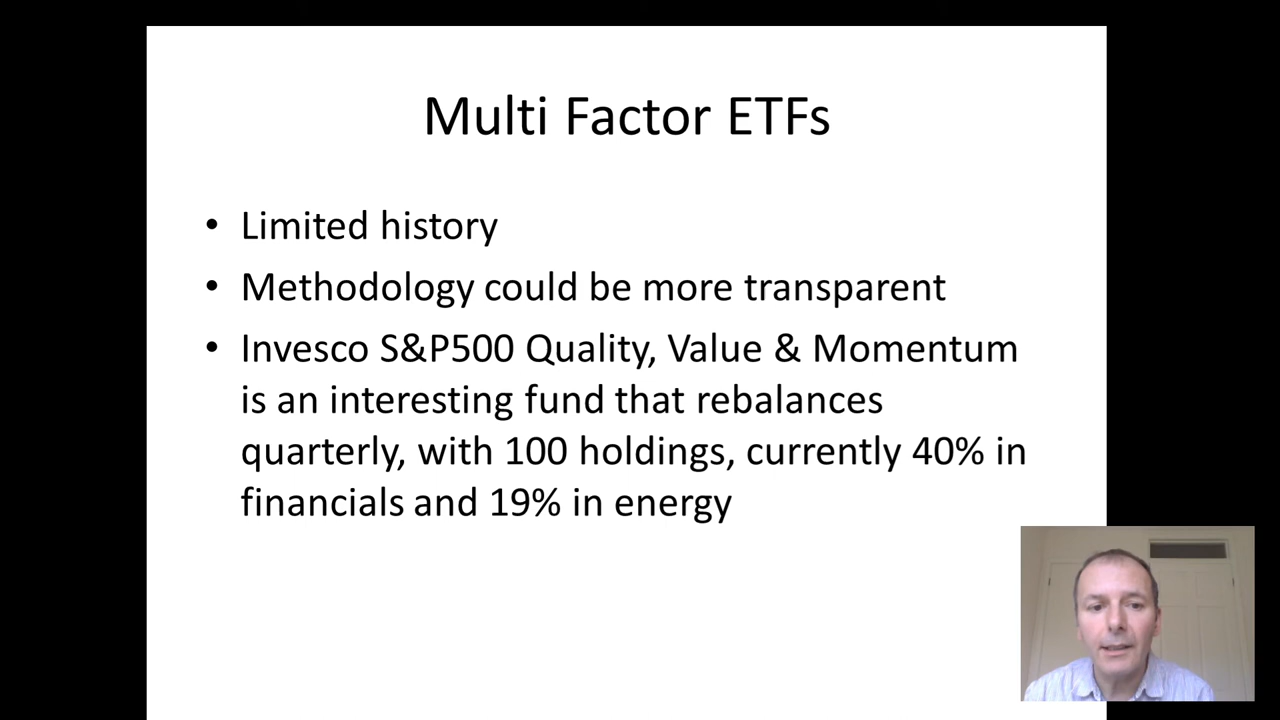 Multi Factor ETFs
• Limited history
• Methodology could be more transparent
• Invesco S&P500 Quality, Value & Momentum
is an interesting fund that rebalances
quarterly, with 100 holdings, currently 40% in
financials and 19% in energy